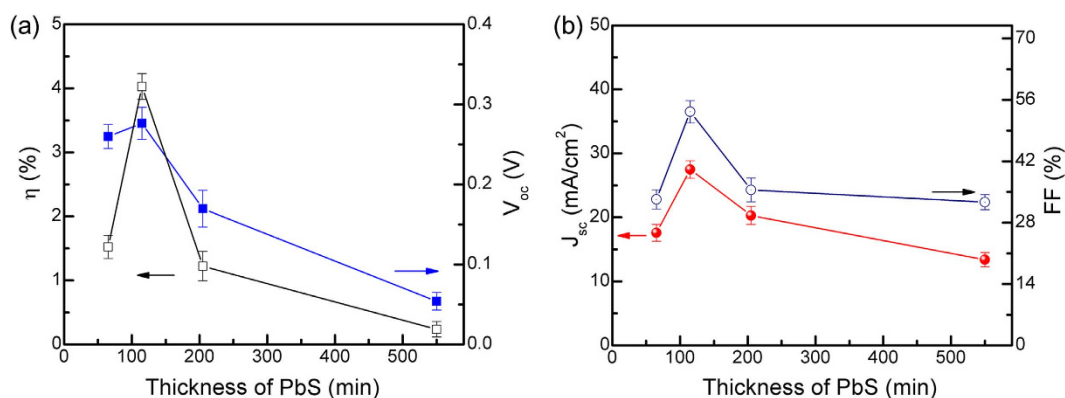 (a)
5
4
3
2
1
0
η (%)
0.4
0.3
0.2
0.1
0.0
V_oc (V)
0 100 200 300 400 500
Thickness of PbS (min)
(b)
50
40
30
20
10
0
J_sc (mA/cm²)
70
56
42
28
14
0
FF (%)
0 100 200 300 400 500
Thickness of PbS (min)